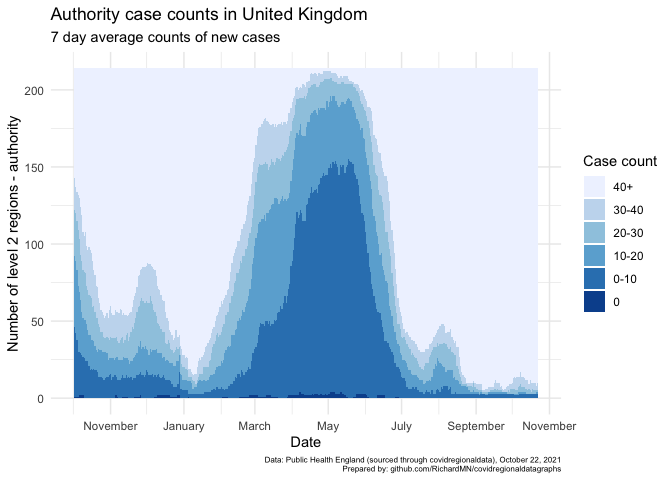 Authority case counts in United Kingdom
7 day average counts of new cases
Number of level 2 regions - authority
200
150
100
50
0
November
January
March
May
July
September
November
Date
Case count
40+
30-40
20-30
10-20
0-10
0
Data: Public Health England (sourced through covidregionaldata), October 22, 2021
Prepared by: github.com/RichardMN/covidregionaldatagraphs